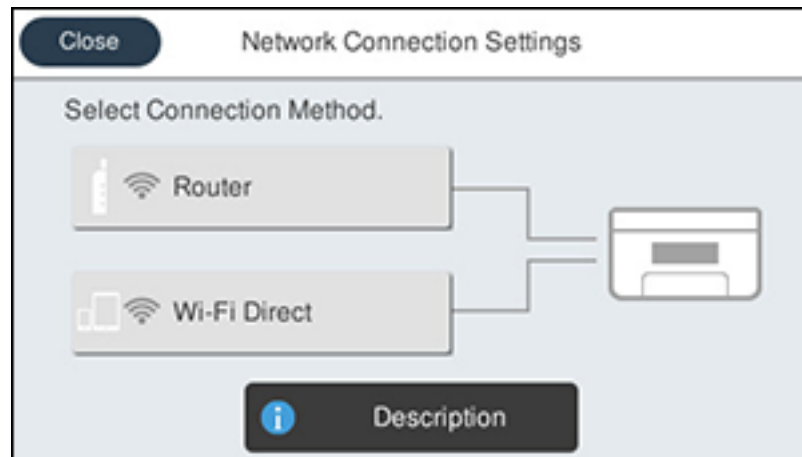 Close
Network Connection Settings
Select Connection Method.
Router
Wi-Fi Direct
Description